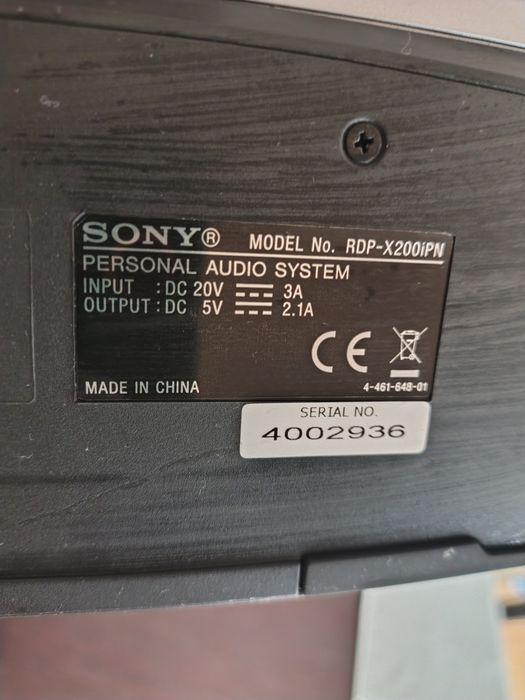 SONY® MODEL No. RDP-X200iPN
PERSONAL AUDIO SYSTEM
INPUT : DC 20V ⎓ 3A
OUTPUT : DC 5V ⎓ 2.1A
CE
MADE IN CHINA 4-461-648-01
SERIAL NO.
4002936